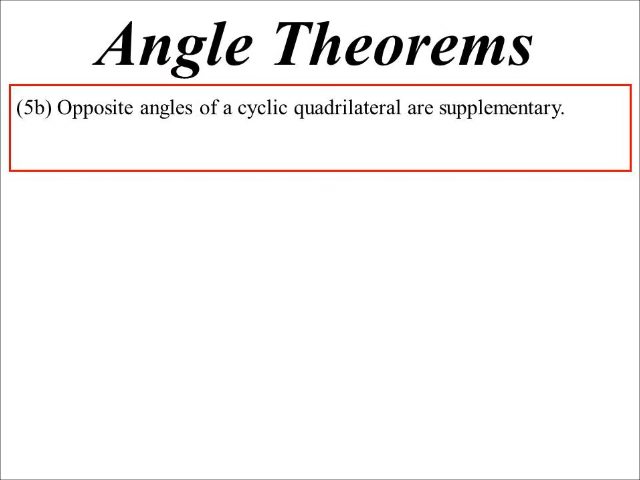 Angle Theorems
(5b) Opposite angles of a cyclic quadrilateral are supplementary.